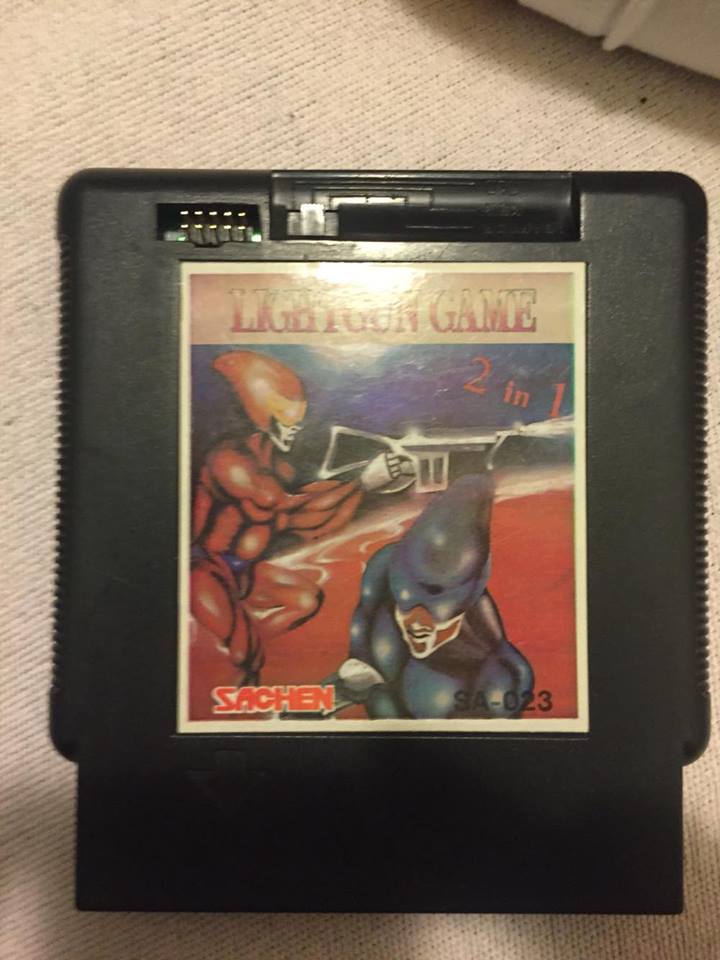 LIGHTGUN GAME
2 in 1
SACHEN
SA-023